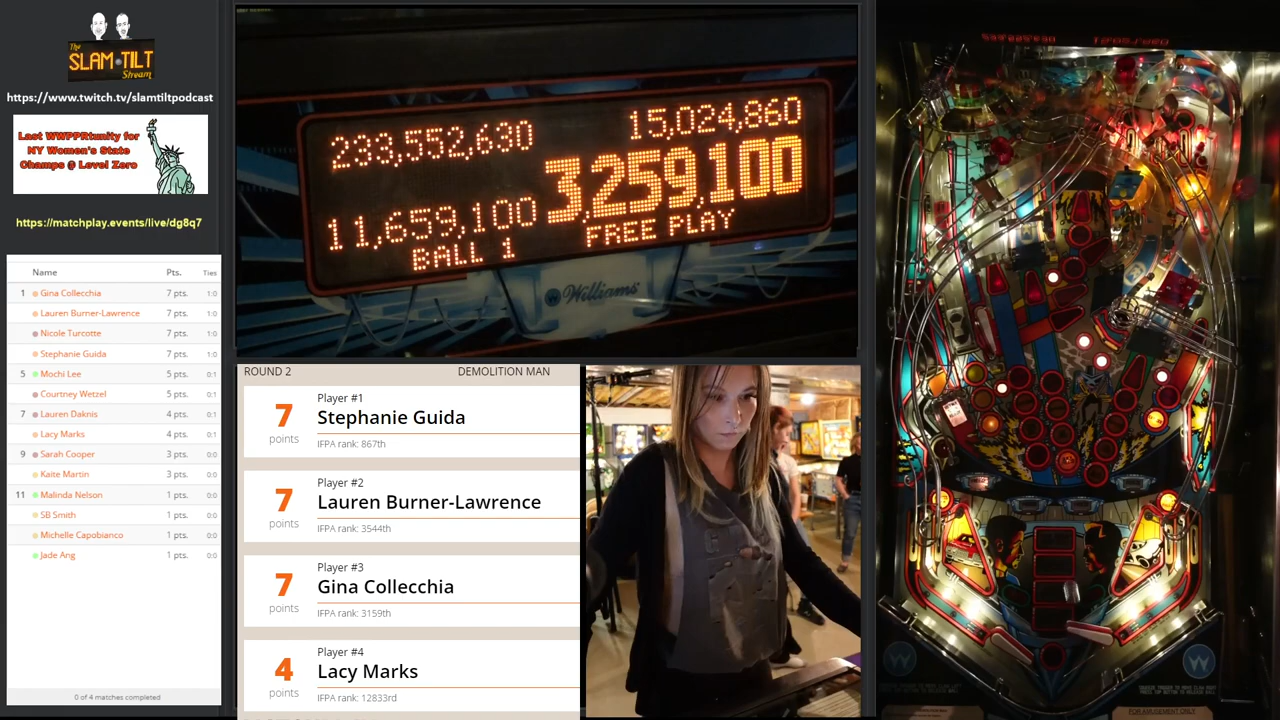 The
SLAM TILT
Stream
https://www.twitch.tv/slamtiltpodcast
Last WWPPRtunity for
NY Women's State
Champs @ Level Zero
https://matchplay.events/live/dg8q7
Name Pts. Ties
1 Gina Collecchia 7 pts. 1:0
Lauren Burner-Lawrence 7 pts. 1:0
Nicole Turcotte 7 pts. 1:0
Stephanie Guida 7 pts. 1:0
5 Mochi Lee 5 pts. 0:1
Courtney Wetzel 5 pts. 0:1
7 Lauren Daknis 4 pts. 0:1
Lacy Marks 4 pts. 0:1
9 Sarah Cooper 3 pts. 0:0
Kaite Martin 3 pts. 0:0
11 Malinda Nelson 1 pts. 0:0
SB Smith 1 pts. 0:0
Michelle Capobianco 1 pts. 0:0
Jade Ang 1 pts. 0:0
0 of 4 matches completed
233,552,630 15,024,860
11,659,100 3,259,100
BALL 1 FREE PLAY
Williams
ROUND 2 DEMOLITION MAN
Player #1
7 points Stephanie Guida
IFPA rank: 867th
Player #2
7 points Lauren Burner-Lawrence
IFPA rank: 3544th
Player #3
7 points Gina Collecchia
IFPA rank: 3159th
Player #4
4 points Lacy Marks
IFPA rank: 12833rd
FOR AMUSEMENT ONLY